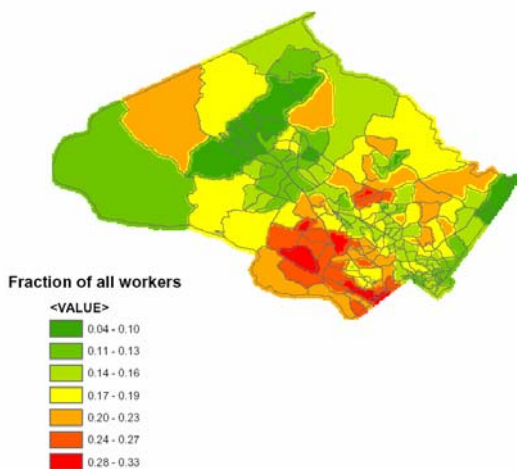 Fraction of all workers
<VALUE>
0.04 - 0.10
0.11 - 0.13
0.14 - 0.16
0.17 - 0.19
0.20 - 0.23
0.24 - 0.27
0.28 - 0.33